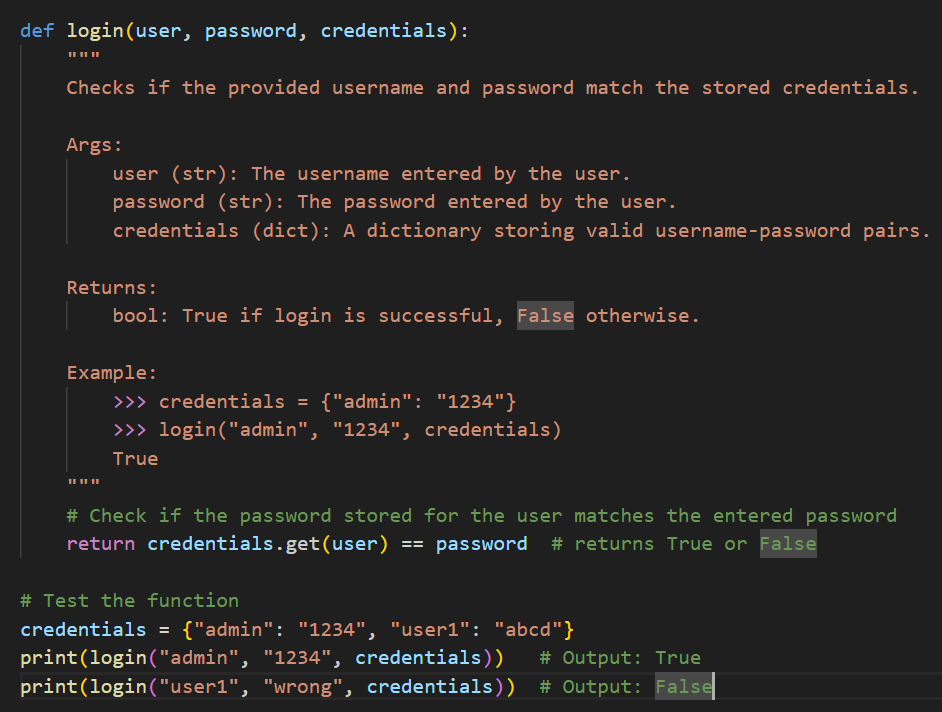 def login(user, password, credentials):
    """
    Checks if the provided username and password match the stored credentials.

    Args:
        user (str): The username entered by the user.
        password (str): The password entered by the user.
        credentials (dict): A dictionary storing valid username-password pairs.

    Returns:
        bool: True if login is successful, False otherwise.

    Example:
        >>> credentials = {"admin": "1234"}
        >>> login("admin", "1234", credentials)
        True
    """
    # Check if the password stored for the user matches the entered password
    return credentials.get(user) == password  # returns True or False

# Test the function
credentials = {"admin": "1234", "user1": "abcd"}
print(login("admin", "1234", credentials))   # Output: True
print(login("user1", "wrong", credentials))  # Output: False